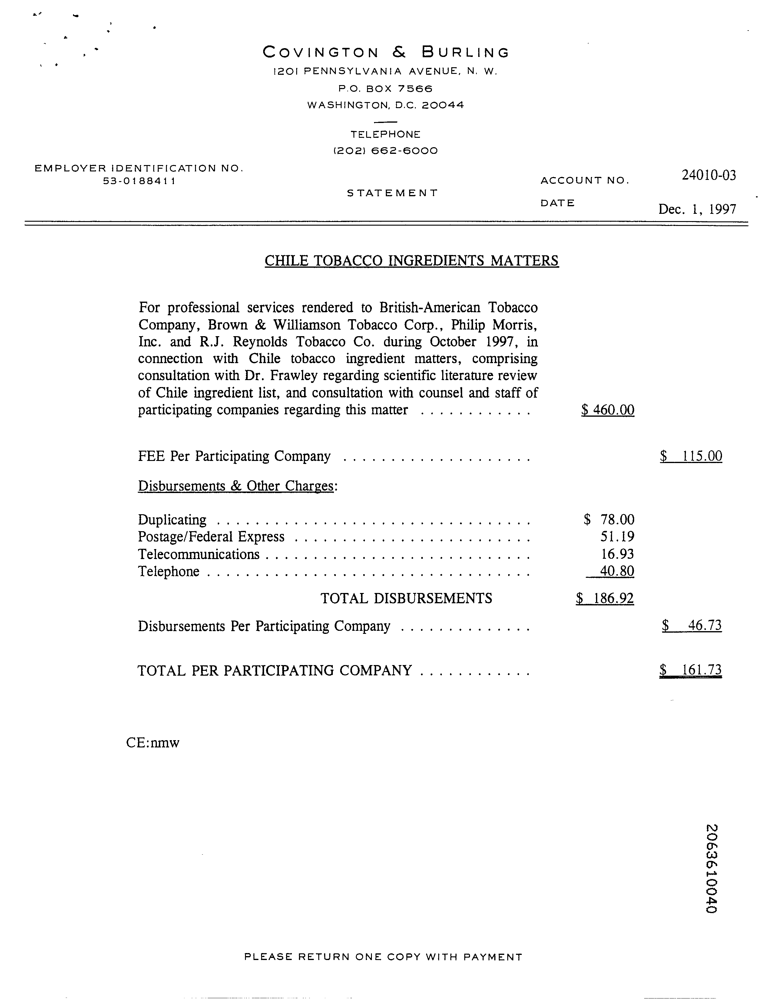 COVINGTON & BURLING
1201 PENNSYLVANIA AVENUE, N. W.
P.O. BOX 7566
WASHINGTON, D.C. 20044
TELEPHONE
(202) 662-6000
EMPLOYER IDENTIFICATION NO.
53-0188411
STATEMENT
ACCOUNT NO. 24010-03
DATE Dec. 1, 1997
CHILE TOBACCO INGREDIENTS MATTERS
For professional services rendered to British-American Tobacco
Company, Brown & Williamson Tobacco Corp., Philip Morris,
Inc. and R.J. Reynolds Tobacco Co. during October 1997, in
connection with Chile tobacco ingredient matters, comprising
consultation with Dr. Frawley regarding scientific literature review
of Chile ingredient list, and consultation with counsel and staff of
participating companies regarding this matter . . . . . . . . . . . . $ 460.00
FEE Per Participating Company . . . . . . . . . . . . . . . . . . . . $ 115.00
Disbursements & Other Charges:
Duplicating . . . . . . . . . . . . . . . . . . . . . . . . . . . . . . . . . $ 78.00
Postage/Federal Express . . . . . . . . . . . . . . . . . . . . . . . . . 51.19
Telecommunications . . . . . . . . . . . . . . . . . . . . . . . . . . . . 16.93
Telephone . . . . . . . . . . . . . . . . . . . . . . . . . . . . . . . . . . 40.80
TOTAL DISBURSEMENTS $ 186.92
Disbursements Per Participating Company . . . . . . . . . . . . . . $ 46.73
TOTAL PER PARTICIPATING COMPANY . . . . . . . . . . . . $ 161.73
CE:nmw
2063610040
PLEASE RETURN ONE COPY WITH PAYMENT